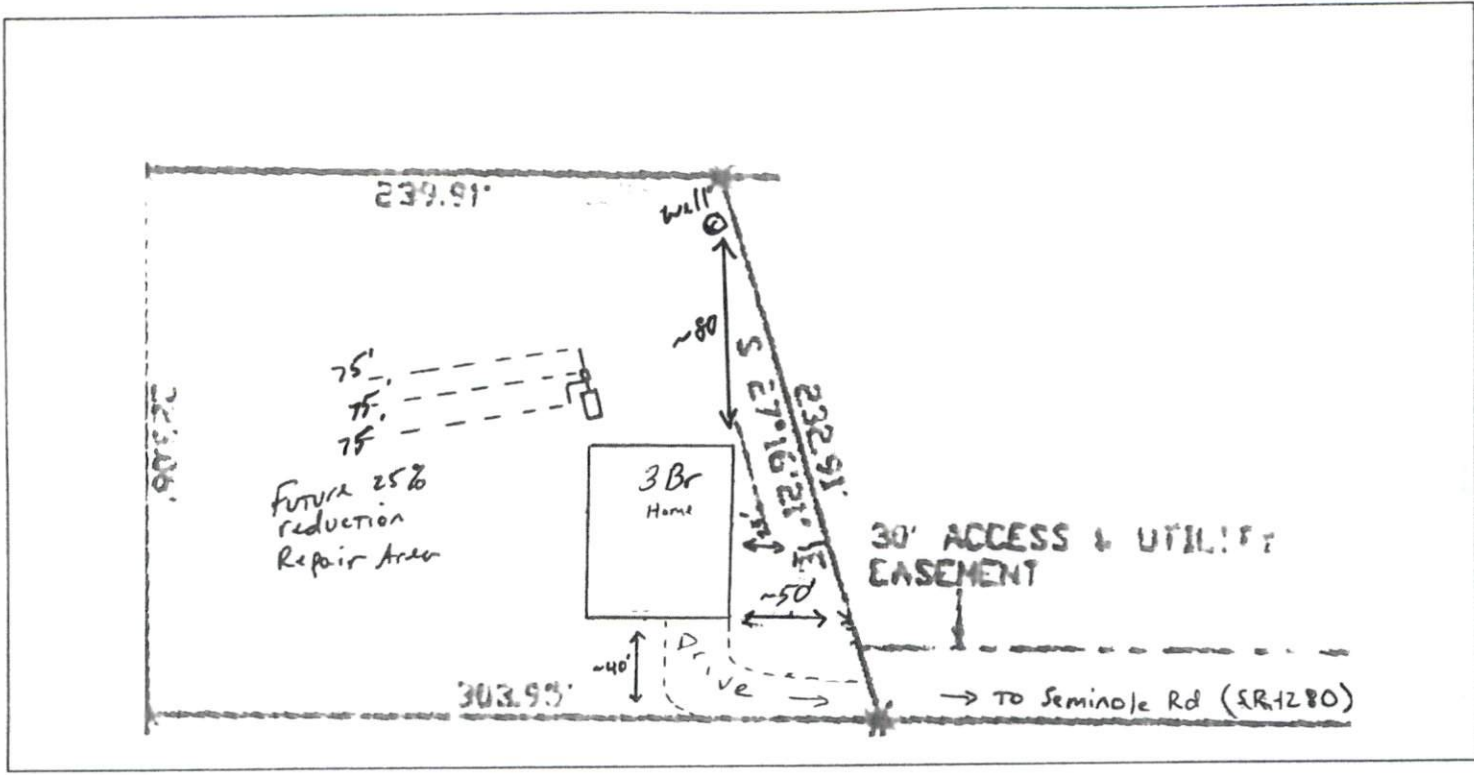 239.91'
well
~80
S 27°16'21" E
232.91'
75'
75'
75'
3 Br
Home
Future 25%
reduction
Repair Area
30' ACCESS & UTILITY
EASEMENT
~50'
~40'
Drive
303.95'
→ To Seminole Rd (SR 1280)